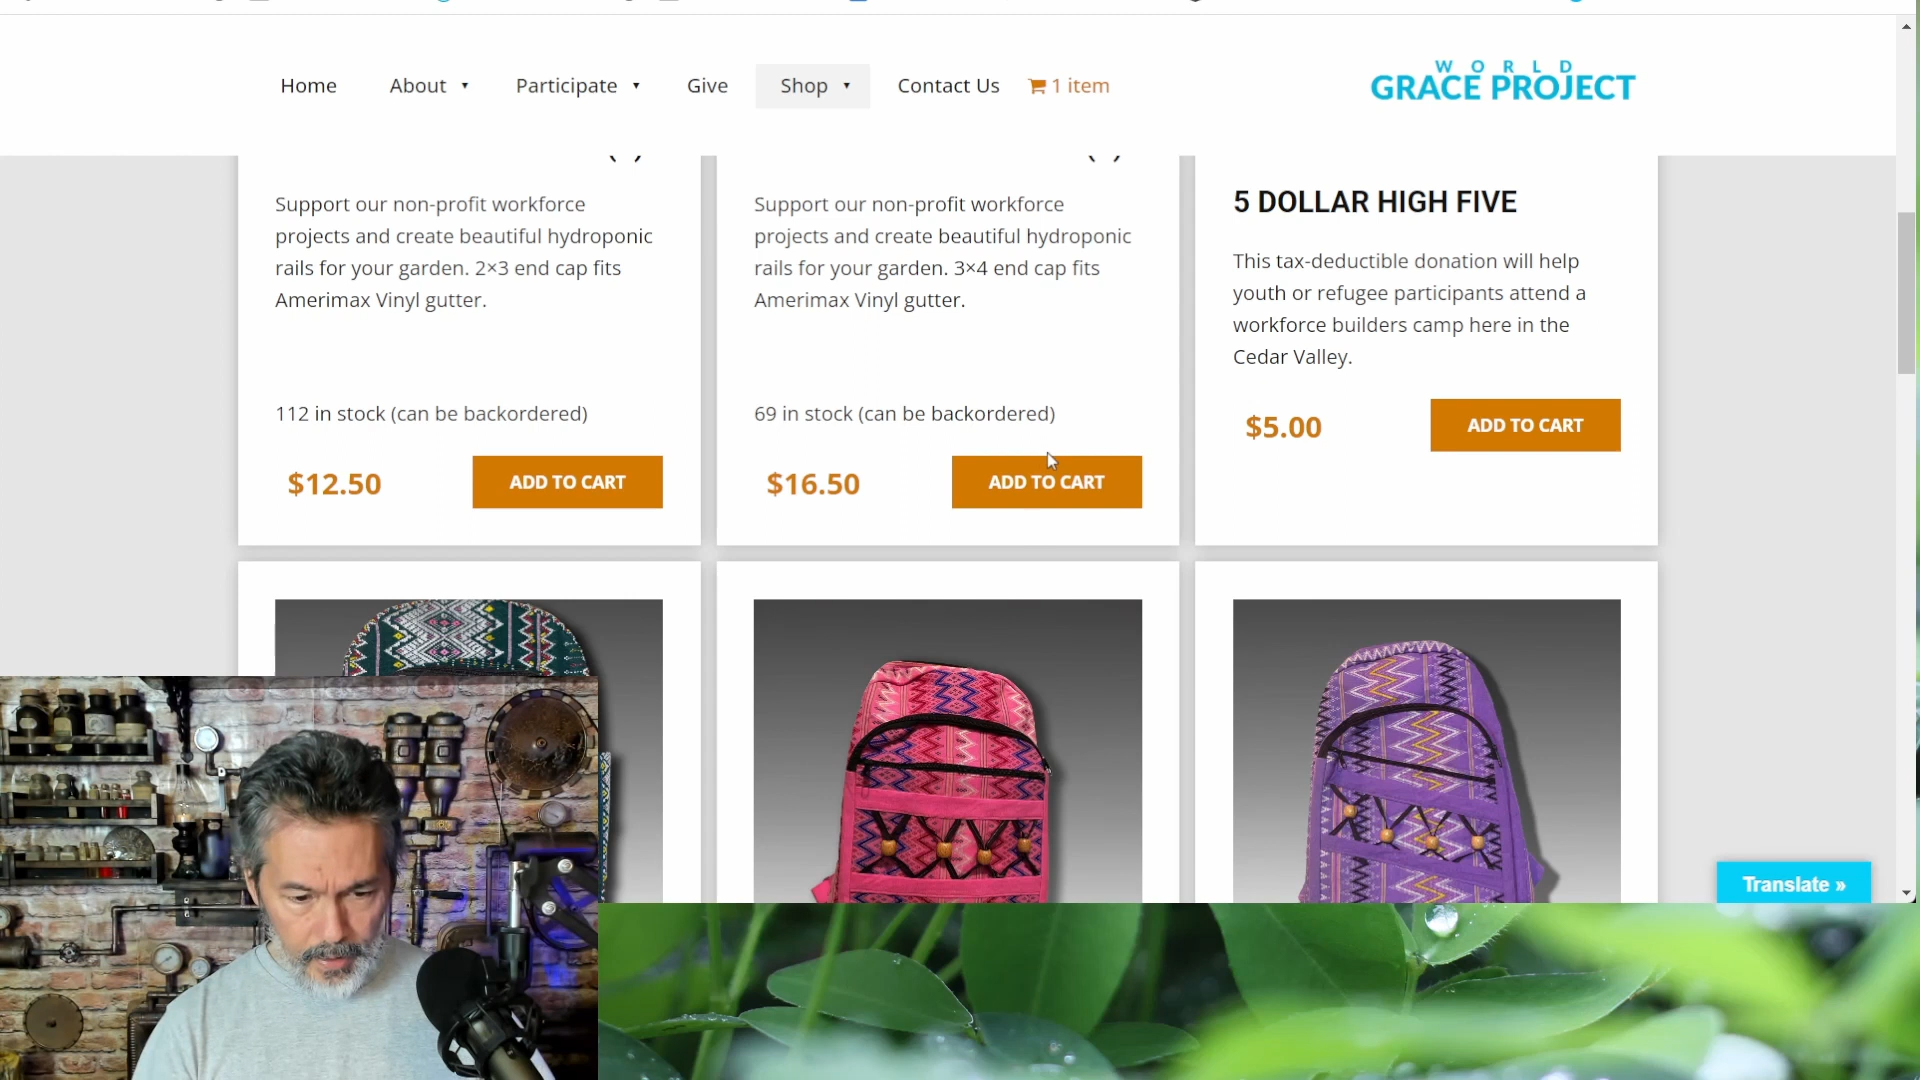 Home About Participate Give Shop Contact Us 1 item
WORLD
GRACE PROJECT
Support our non-profit workforce
projects and create beautiful hydroponic
rails for your garden. 2×3 end cap fits
Amerimax Vinyl gutter.
112 in stock (can be backordered)
$12.50 ADD TO CART
Support our non-profit workforce
projects and create beautiful hydroponic
rails for your garden. 3×4 end cap fits
Amerimax Vinyl gutter.
69 in stock (can be backordered)
$16.50 ADD TO CART
5 DOLLAR HIGH FIVE
This tax-deductible donation will help
youth or refugee participants attend a
workforce builders camp here in the
Cedar Valley.
$5.00 ADD TO CART
Translate »